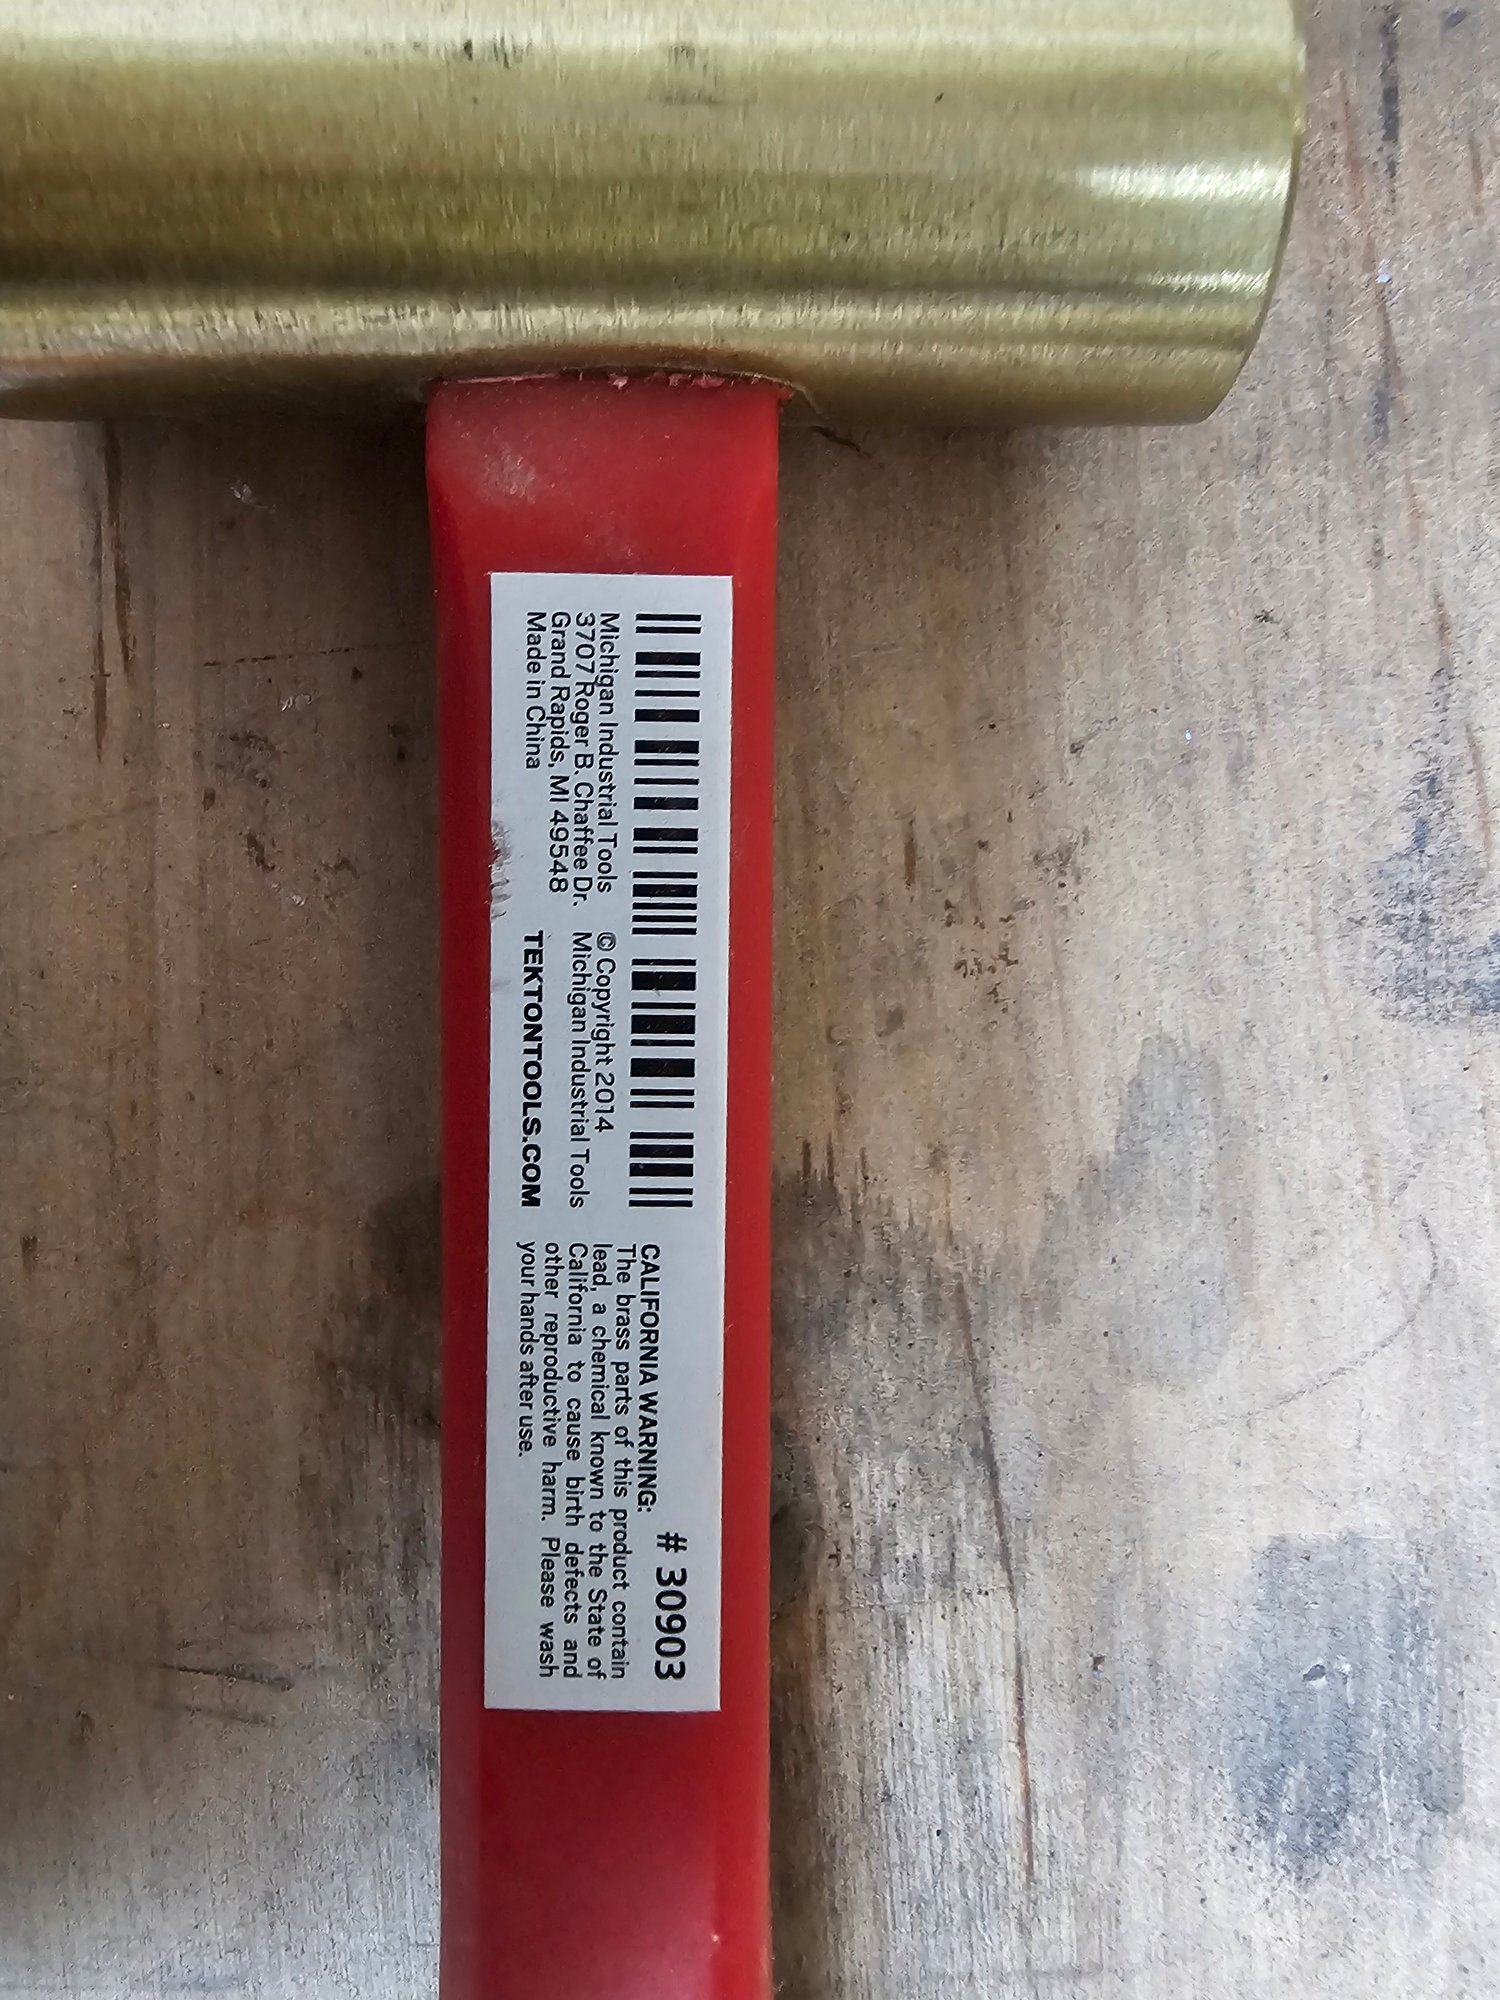 Michigan Industrial Tools
3707 Roger B. Chaffee Dr.
Grand Rapids, MI 49548
Made in China
© Copyright 2014
Michigan Industrial Tools
TEKTONTOOLS.COM
# 30903
CALIFORNIA WARNING:
The brass parts of this product contain
lead, a chemical known to the State of
California to cause birth defects and
other reproductive harm. Please wash
your hands after use.